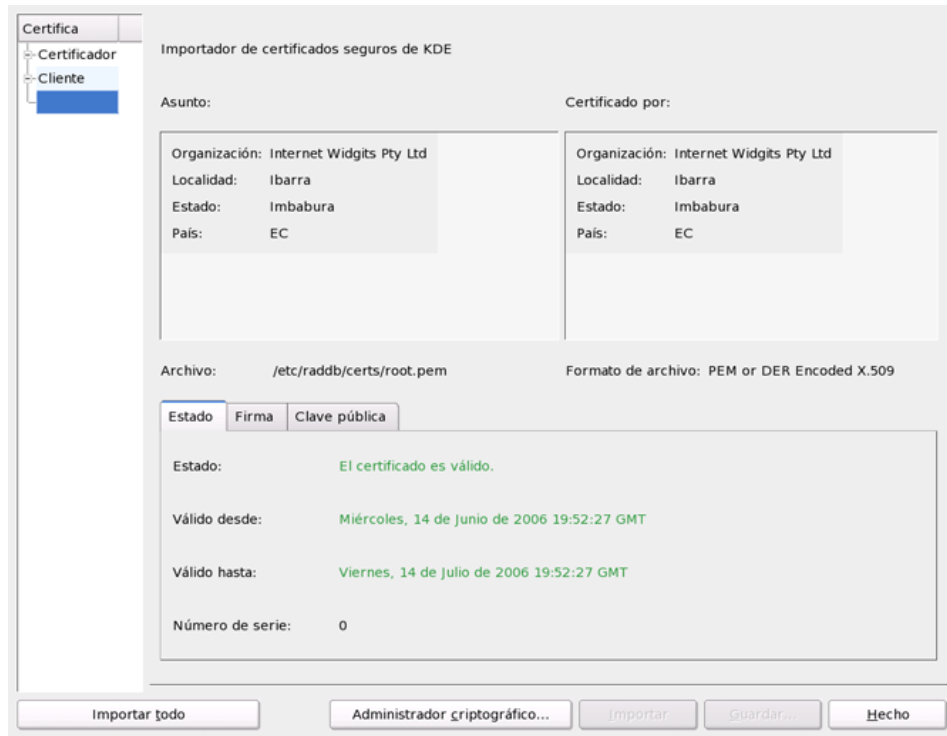 Certifica
Certificador
Cliente
Importador de certificados seguros de KDE
Asunto:
Certificado por:
Organización: Internet Widgits Pty Ltd
Localidad: Ibarra
Estado: Imbabura
País: EC
Organización: Internet Widgits Pty Ltd
Localidad: Ibarra
Estado: Imbabura
País: EC
Archivo: /etc/raddb/certs/root.pem
Formato de archivo: PEM or DER Encoded X.509
Estado Firma Clave pública
Estado: El certificado es válido.
Válido desde: Miércoles, 14 de Junio de 2006 19:52:27 GMT
Válido hasta: Viernes, 14 de Julio de 2006 19:52:27 GMT
Número de serie: 0
Importar todo Administrador criptográfico... Importar Guardar... Hecho